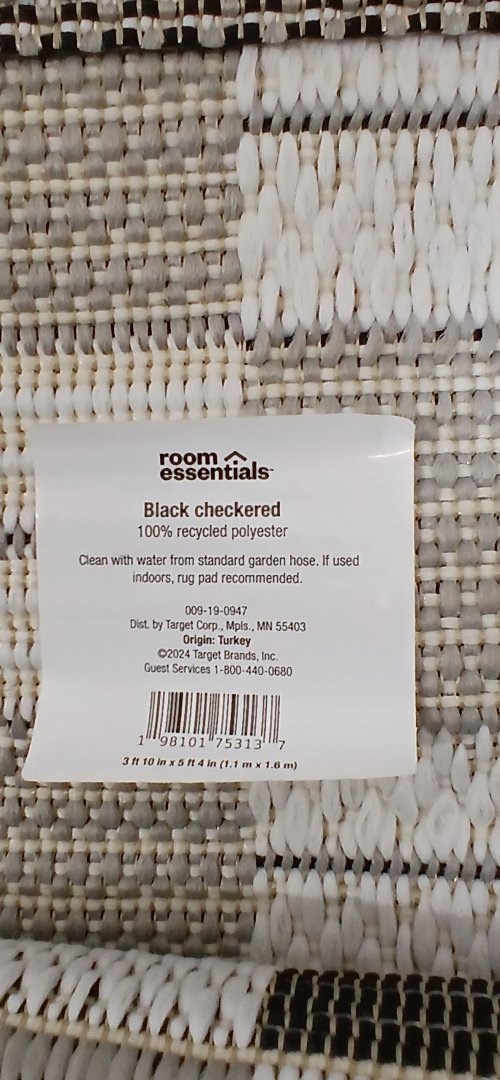 room
essentials™
Black checkered
100% recycled polyester
Clean with water from standard garden hose. If used
indoors, rug pad recommended.
009-19-0947
Dist. by Target Corp., Mpls., MN 55403
Origin: Turkey
©2024 Target Brands, Inc.
Guest Services 1-800-440-0680
1 98101 75313 7
3 ft 10 in x 5 ft 4 in (1.1 m x 1.6 m)